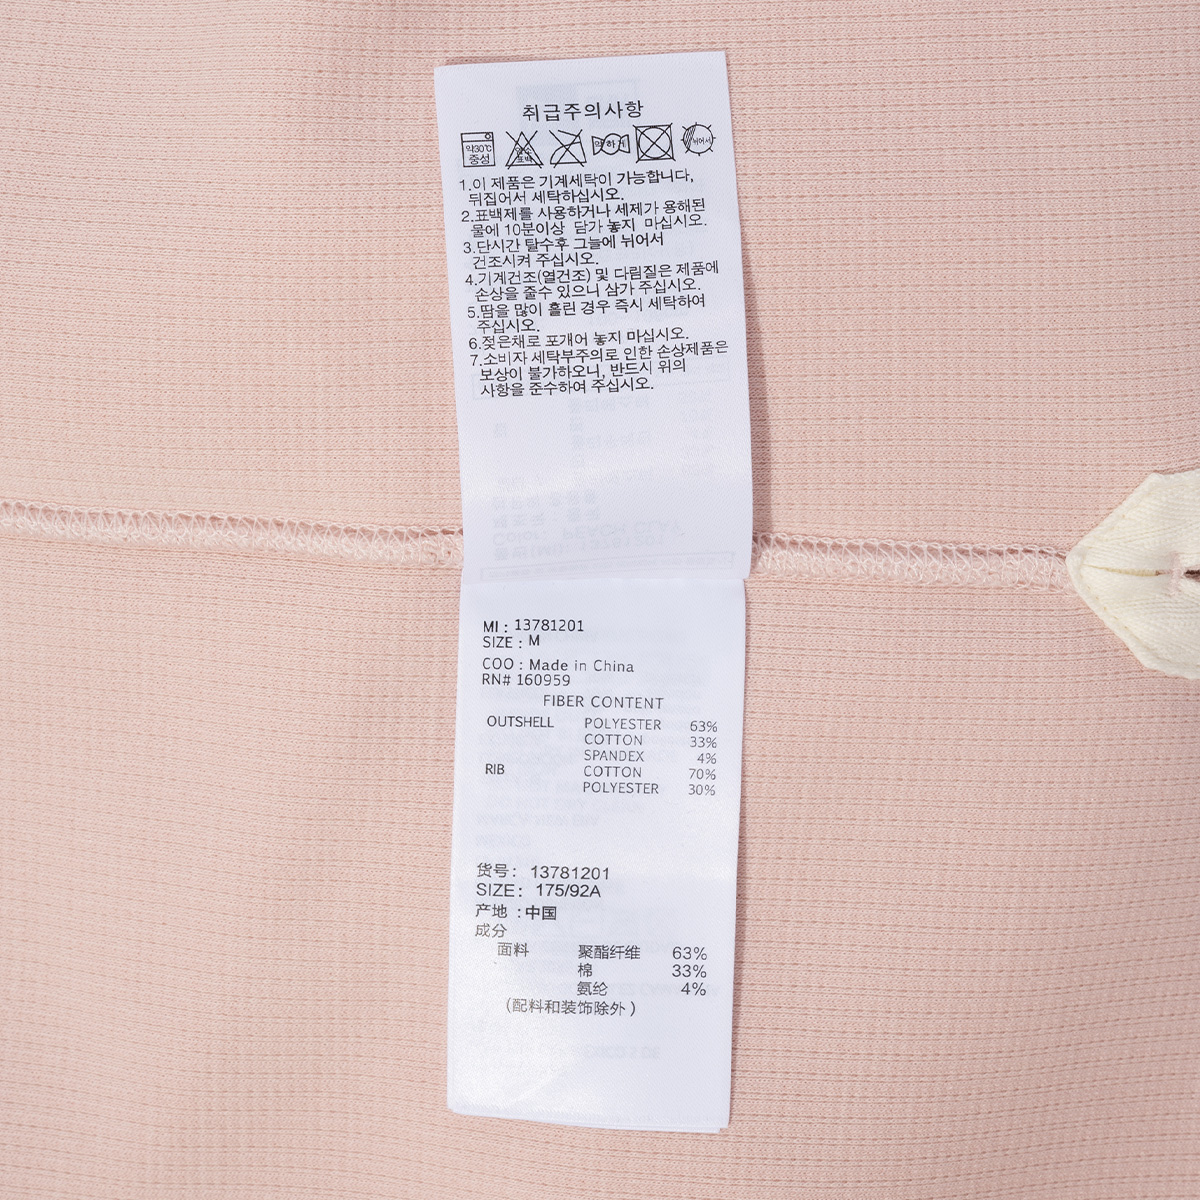 취급주의사항
약30℃
중성
염소
표백
약하게
뉘어서
1.이 제품은 기계세탁이 가능합니다,
뒤집어서 세탁하십시오.
2.표백제를 사용하거나 세제가 용해된
물에 10분이상 담가 놓지 마십시오.
3.단시간 탈수후 그늘에 뉘어서
건조시켜 주십시오.
4.기계건조(열건조) 및 다림질은 제품에
손상을 줄수 있으니 삼가 주십시오.
5.땀을 많이 흘린 경우 즉시 세탁하여
주십시오.
6.젖은채로 포개어 놓지 마십시오.
7.소비자 세탁부주의로 인한 손상제품은
보상이 불가하오니, 반드시 위의
사항을 준수하여 주십시오.
MI : 13781201
SIZE : M
COO : Made in China
RN# 160959
FIBER CONTENT
OUTSHELL POLYESTER 63%
COTTON 33%
SPANDEX 4%
RIB COTTON 70%
POLYESTER 30%
货号: 13781201
SIZE: 175/92A
产地 :中国
成分
面料 聚酯纤维 63%
棉 33%
氨纶 4%
(配料和装饰除外)